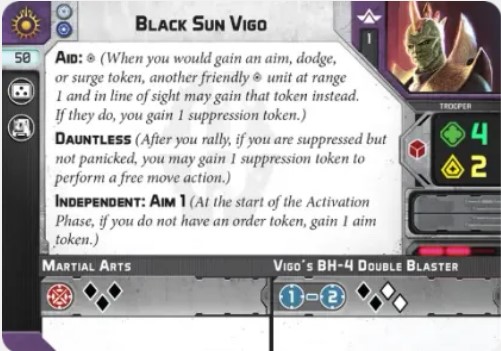 Black Sun Vigo
1
50
Aid: (When you would gain an aim, dodge,
or surge token, another friendly unit at range
1 and in line of sight may gain that token instead.
If they do, you gain 1 suppression token.)
Dauntless (After you rally, if you are suppressed but
not panicked, you may gain 1 suppression token to
perform a free move action.)
Independent: Aim 1 (At the start of the Activation
Phase, if you do not have an order token, gain 1 aim
token.)
Trooper
4
2
Martial Arts
Vigo's BH-4 Double Blaster
1-2